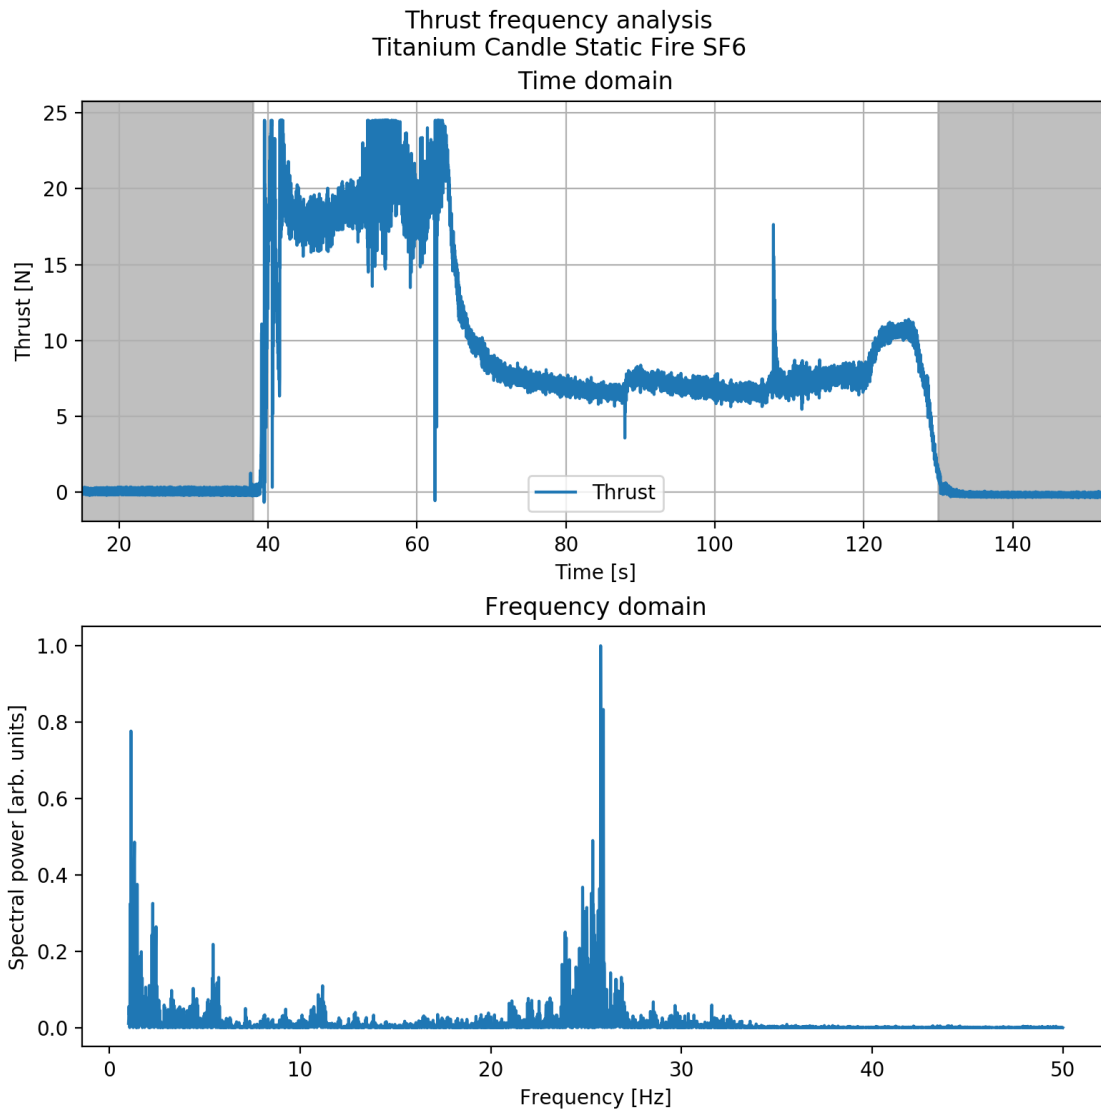 Thrust frequency analysis
Titanium Candle Static Fire SF6
Time domain
25
20
15
10
5
0
Thrust [N]
Thrust
20 40 60 80 100 120 140
Time [s]
Frequency domain
1.0
0.8
0.6
0.4
0.2
0.0
Spectral power [arb. units]
0 10 20 30 40 50
Frequency [Hz]